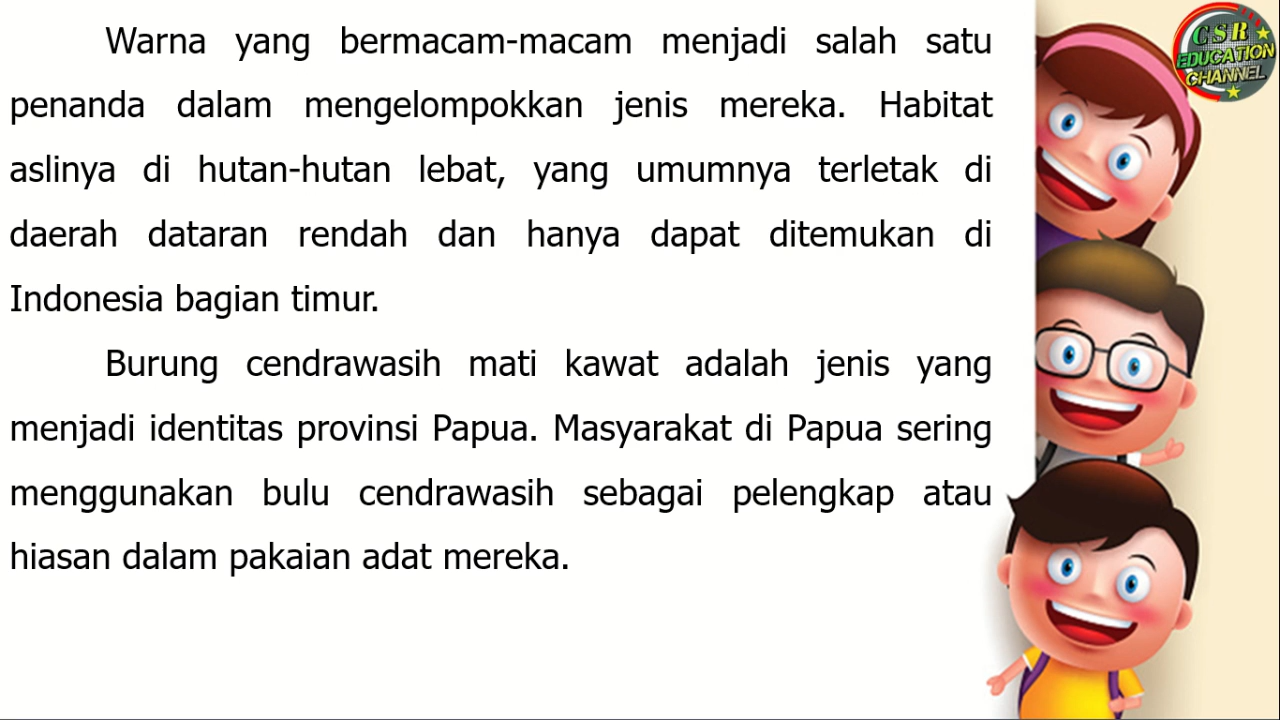 Warna yang bermacam-macam menjadi salah satu
penanda dalam mengelompokkan jenis mereka. Habitat
aslinya di hutan-hutan lebat, yang umumnya terletak di
daerah dataran rendah dan hanya dapat ditemukan di
Indonesia bagian timur.
Burung cendrawasih mati kawat adalah jenis yang
menjadi identitas provinsi Papua. Masyarakat di Papua sering
menggunakan bulu cendrawasih sebagai pelengkap atau
hiasan dalam pakaian adat mereka.
CSR
EDUCATION
CHANNEL